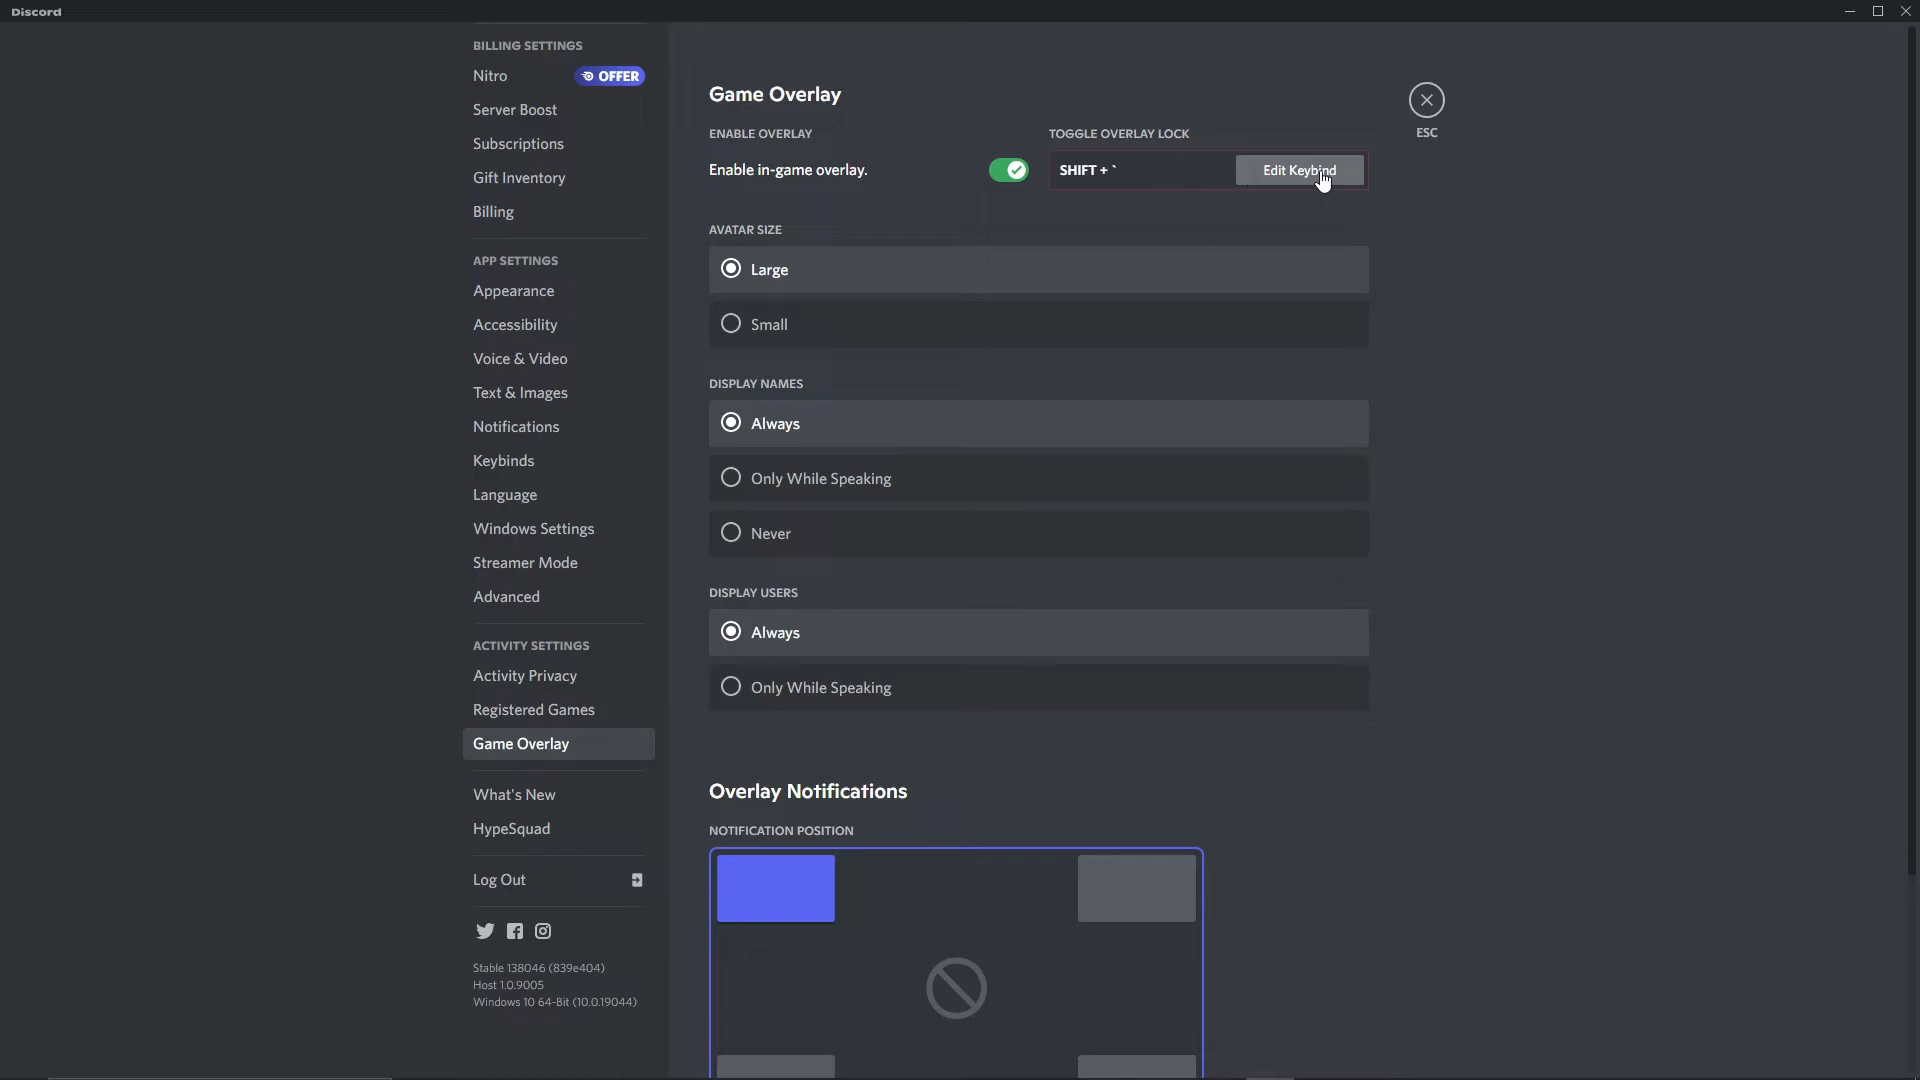 Discord
BILLING SETTINGS
Nitro
OFFER
Server Boost
Subscriptions
Gift Inventory
Billing
APP SETTINGS
Appearance
Accessibility
Voice & Video
Text & Images
Notifications
Keybinds
Language
Windows Settings
Streamer Mode
Advanced
ACTIVITY SETTINGS
Activity Privacy
Registered Games
Game Overlay
What's New
HypeSquad
Log Out
Stable 138046 (839e404)
Host 1.0.9005
Windows 10 64-Bit (10.0.19044)
Game Overlay
ENABLE OVERLAY
Enable in-game overlay.
TOGGLE OVERLAY LOCK
SHIFT + `
Edit Keybind
ESC
AVATAR SIZE
Large
Small
DISPLAY NAMES
Always
Only While Speaking
Never
DISPLAY USERS
Always
Only While Speaking
Overlay Notifications
NOTIFICATION POSITION